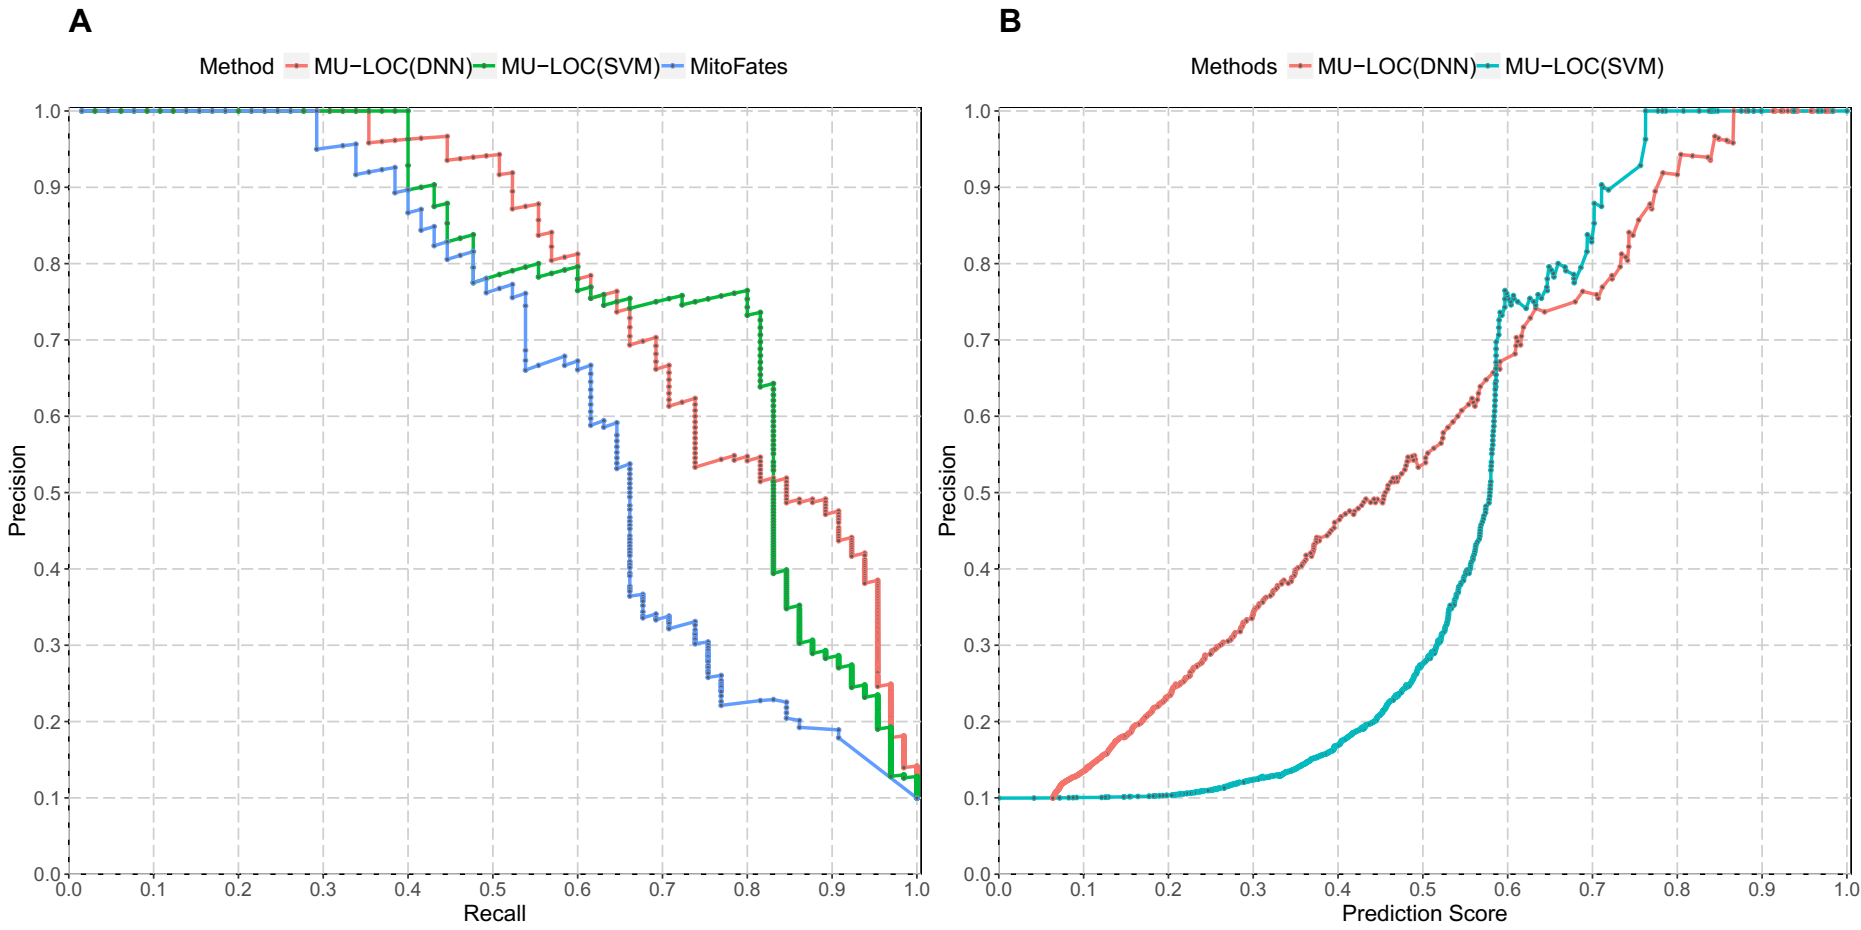 A
Method MU−LOC(DNN) MU−LOC(SVM) MitoFates
1.0
0.9
0.8
0.7
0.6
0.5
0.4
0.3
0.2
0.1
0.0
Precision
0.0 0.1 0.2 0.3 0.4 0.5 0.6 0.7 0.8 0.9 1.0
Recall
B
Methods MU−LOC(DNN) MU−LOC(SVM)
1.0
0.9
0.8
0.7
0.6
0.5
0.4
0.3
0.2
0.1
0.0
Precision
0.0 0.1 0.2 0.3 0.4 0.5 0.6 0.7 0.8 0.9 1.0
Prediction Score